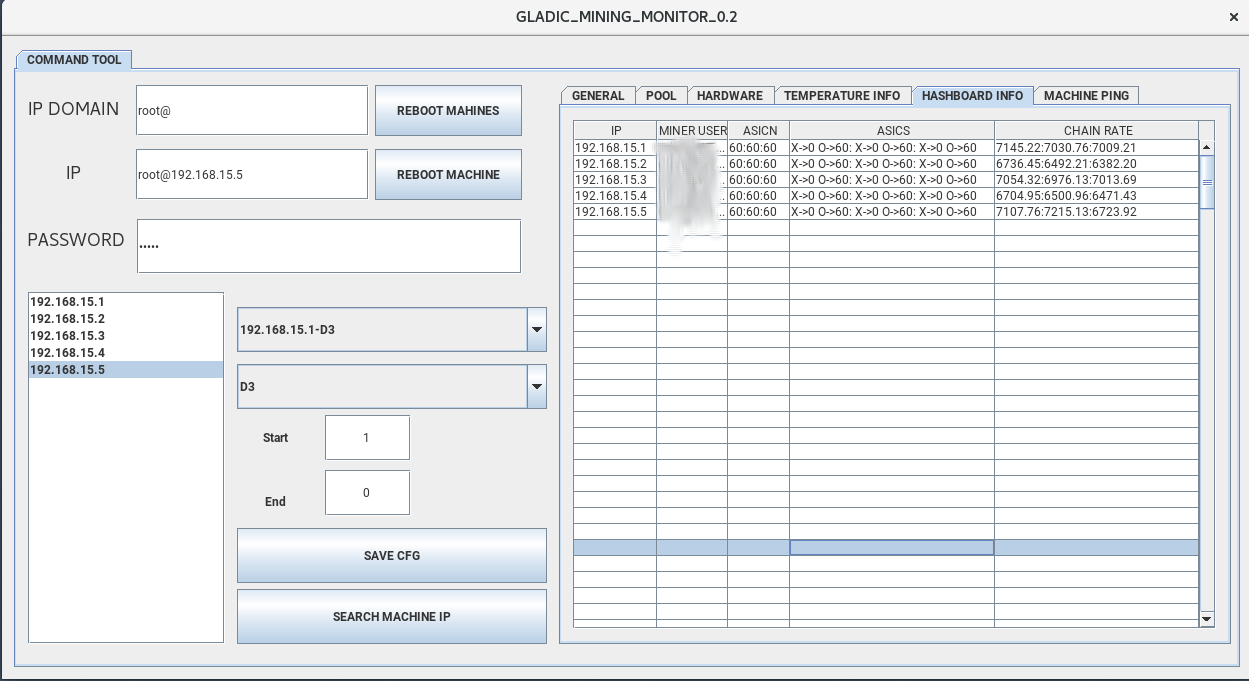 GLADIC_MINING_MONITOR_0.2
COMMAND TOOL
IP DOMAIN root@ REBOOT MAHINES
IP root@192.168.15.5 REBOOT MACHINE
PASSWORD •••••
192.168.15.1
192.168.15.2
192.168.15.3
192.168.15.4
192.168.15.5
192.168.15.1-D3
D3
Start 1
End 0
SAVE CFG
SEARCH MACHINE IP
GENERAL POOL HARDWARE TEMPERATURE INFO HASHBOARD INFO MACHINE PING
IP MINER USER ASICN ASICS CHAIN RATE
192.168.15.1 .. 60:60:60 X->0 O->60: X->0 O->60: X->0 O->60 7145.22:7030.76:7009.21
192.168.15.2 .. 60:60:60 X->0 O->60: X->0 O->60: X->0 O->60 6736.45:6492.21:6382.20
192.168.15.3 . 60:60:60 X->0 O->60: X->0 O->60: X->0 O->60 7054.32:6976.13:7013.69
192.168.15.4 .. 60:60:60 X->0 O->60: X->0 O->60: X->0 O->60 6704.95:6500.96:6471.43
192.168.15.5 .. 60:60:60 X->0 O->60: X->0 O->60: X->0 O->60 7107.76:7215.13:6723.92